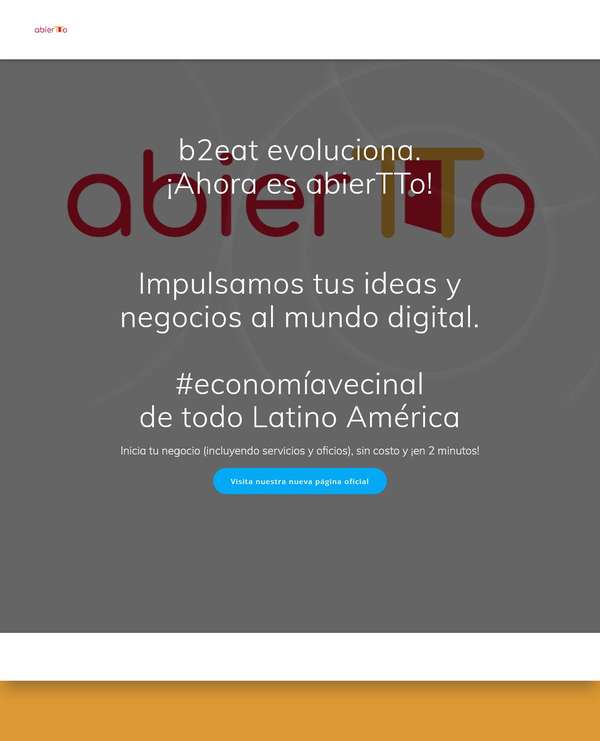 abierTTo
b2eat evoluciona.
¡Ahora es abierTTo!
abierTTo
Impulsamos tus ideas y
negocios al mundo digital.
#economíavecinal
de todo Latino América
Inicia tu negocio (incluyendo servicios y oficios), sin costo y ¡en 2 minutos!
Visita nuestra nueva página oficial